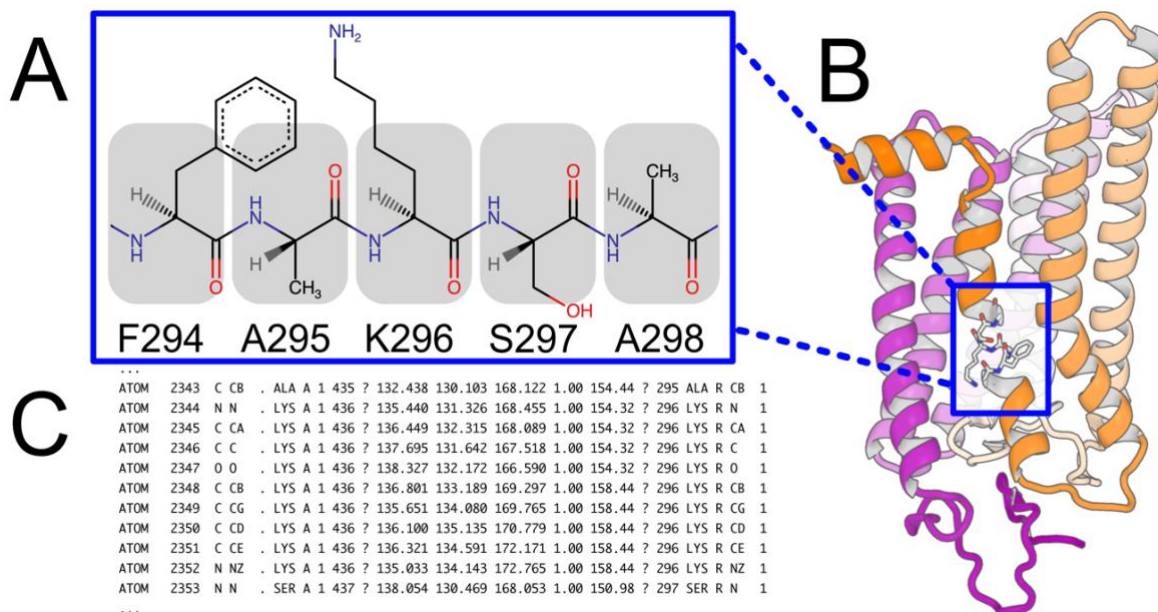 A
B
NH₂
H
H
N
O
H
N
H
O
CH₃
H
N
H
O
H
N
H
O
OH
H
N
H
CH₃
O
F294 A295 K296 S297 A298
C
...
ATOM 2343 C CB . ALA A 1 435 ? 132.438 130.103 168.122 1.00 154.44 ? 295 ALA R CB 1
ATOM 2344 N N . LYS A 1 436 ? 135.440 131.326 168.455 1.00 154.32 ? 296 LYS R N 1
ATOM 2345 C CA . LYS A 1 436 ? 136.449 132.315 168.089 1.00 154.32 ? 296 LYS R CA 1
ATOM 2346 C C . LYS A 1 436 ? 137.695 131.642 167.518 1.00 154.32 ? 296 LYS R C 1
ATOM 2347 O O . LYS A 1 436 ? 138.327 132.172 166.590 1.00 154.32 ? 296 LYS R O 1
ATOM 2348 C CB . LYS A 1 436 ? 136.801 133.189 169.297 1.00 158.44 ? 296 LYS R CB 1
ATOM 2349 C CG . LYS A 1 436 ? 135.651 134.080 169.765 1.00 158.44 ? 296 LYS R CG 1
ATOM 2350 C CD . LYS A 1 436 ? 136.100 135.135 170.779 1.00 158.44 ? 296 LYS R CD 1
ATOM 2351 C CE . LYS A 1 436 ? 136.321 134.591 172.171 1.00 158.44 ? 296 LYS R CE 1
ATOM 2352 N NZ . LYS A 1 436 ? 135.033 134.143 172.765 1.00 158.44 ? 296 LYS R NZ 1
ATOM 2353 N N . SER A 1 437 ? 138.054 130.469 168.053 1.00 150.98 ? 297 SER R N 1
...